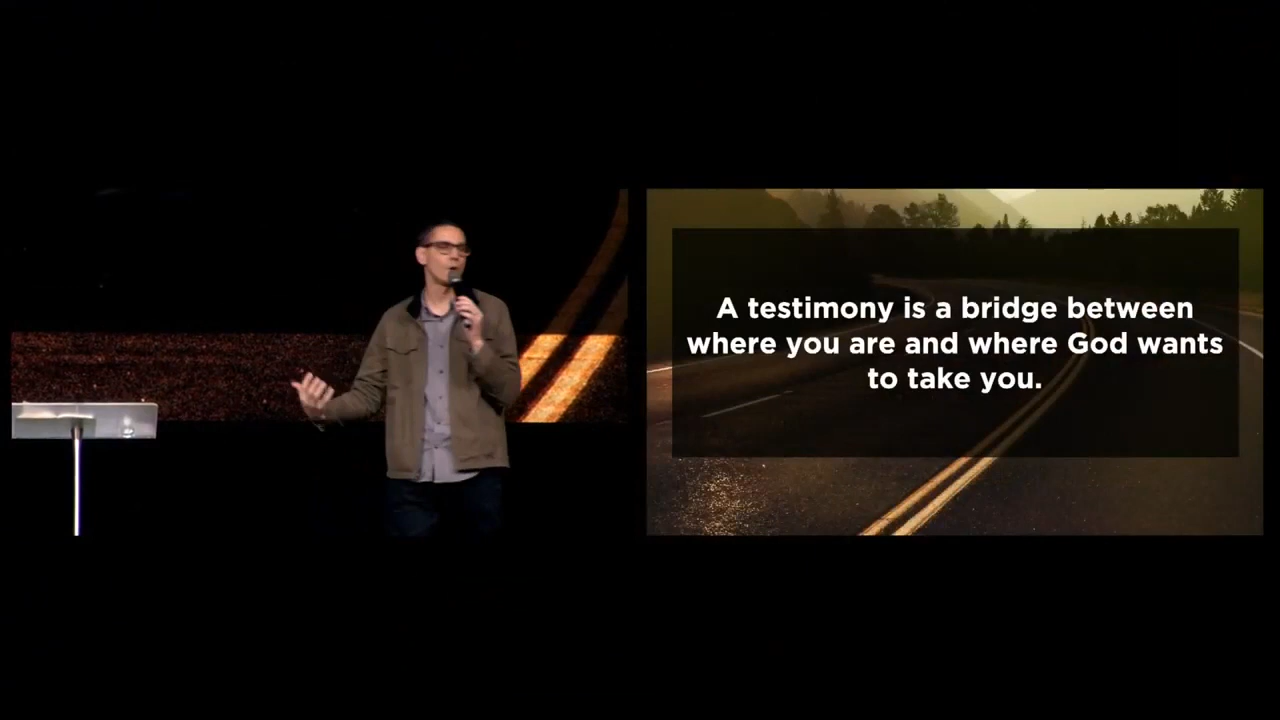 A testimony is a bridge between
where you are and where God wants
to take you.